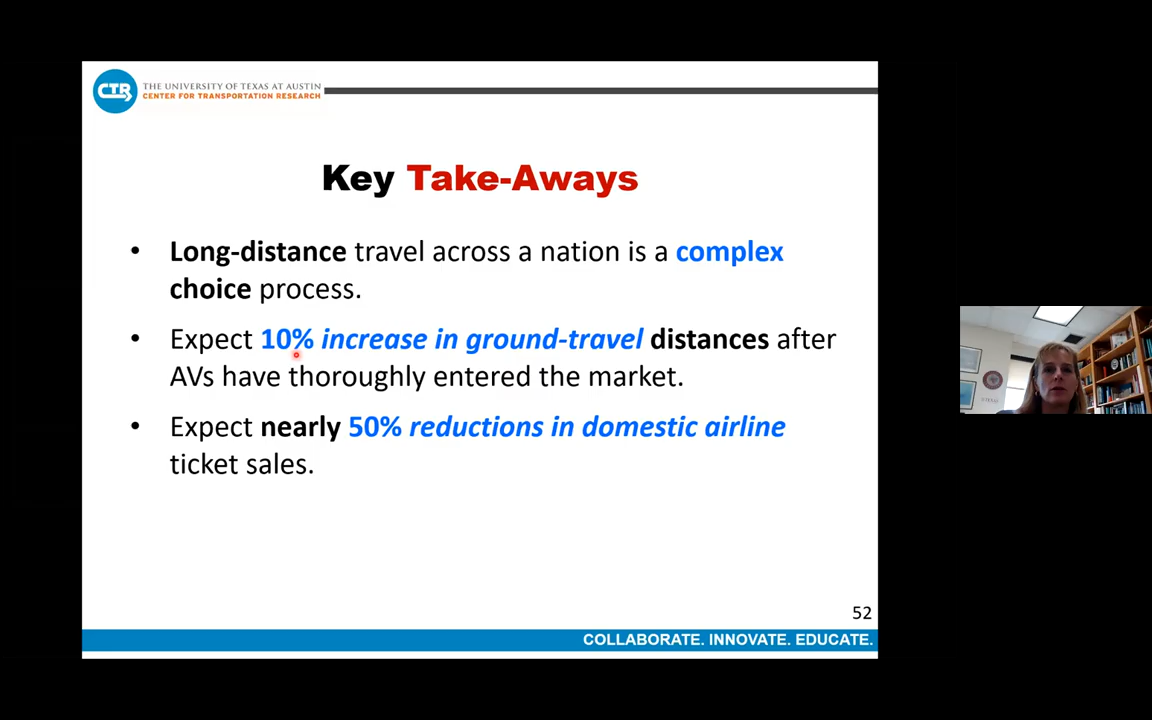 CTR
THE UNIVERSITY OF TEXAS AT AUSTIN
CENTER FOR TRANSPORTATION RESEARCH
Key Take-Aways
• Long-distance travel across a nation is a complex
choice process.
• Expect 10% increase in ground-travel distances after
AVs have thoroughly entered the market.
• Expect nearly 50% reductions in domestic airline
ticket sales.
52
COLLABORATE. INNOVATE. EDUCATE.